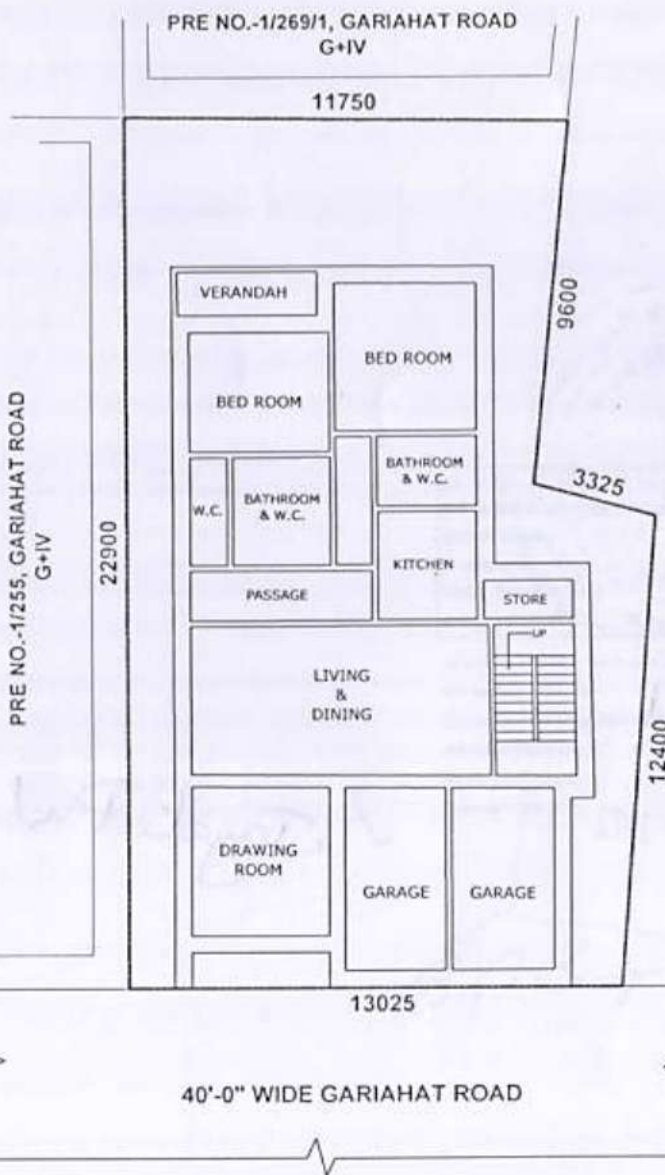 PRE NO.-1/269/1, GARIAHAT ROAD
G+IV
11750
9600
VERANDAH
BED ROOM
BED ROOM
3325
PRE NO.-1/255, GARIAHAT ROAD
G+IV
22900
W.C.
BATHROOM
& W.C.
BATHROOM
& W.C.
KITCHEN
PASSAGE
STORE
UP
LIVING
&
DINING
12400
DRAWING
ROOM
GARAGE
GARAGE
13025
40'-0" WIDE GARIAHAT ROAD